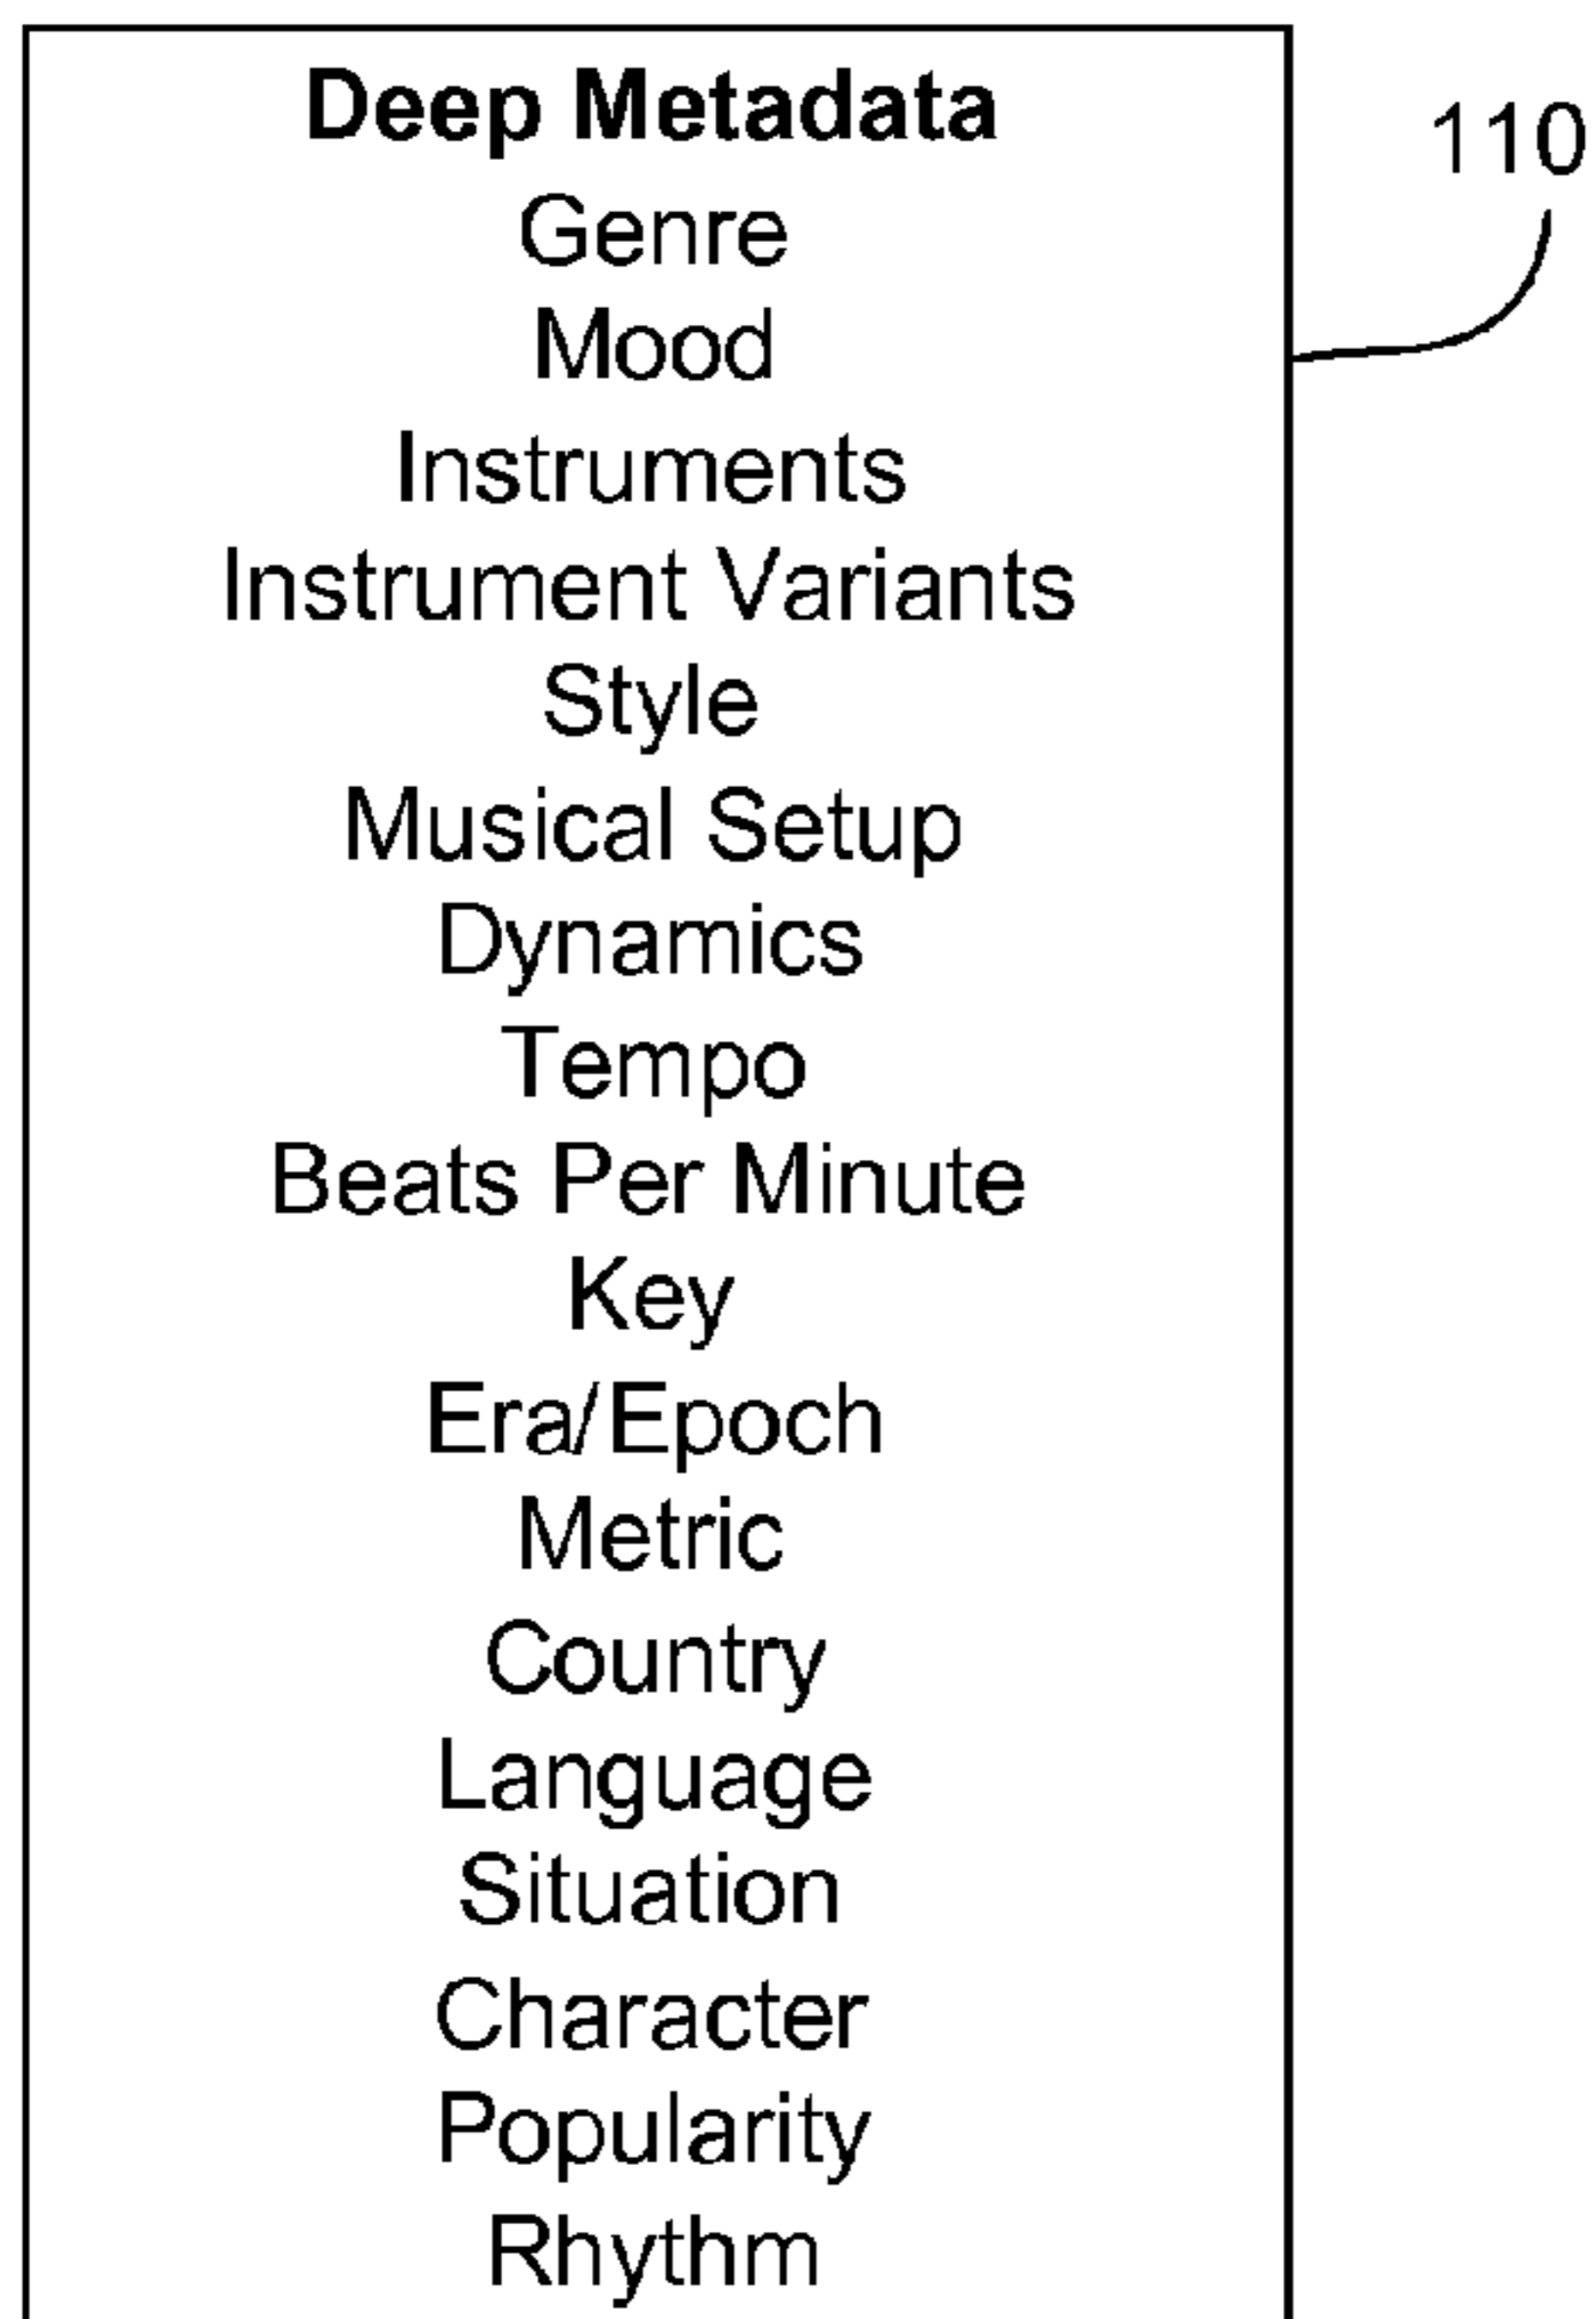 Deep Metadata
110
Genre
Mood
Instruments
Instrument Variants
Style
Musical Setup
Dynamics
Tempo
Beats Per Minute
Key
Era/Epoch
Metric
Country
Language
Situation
Character
Popularity
Rhythm